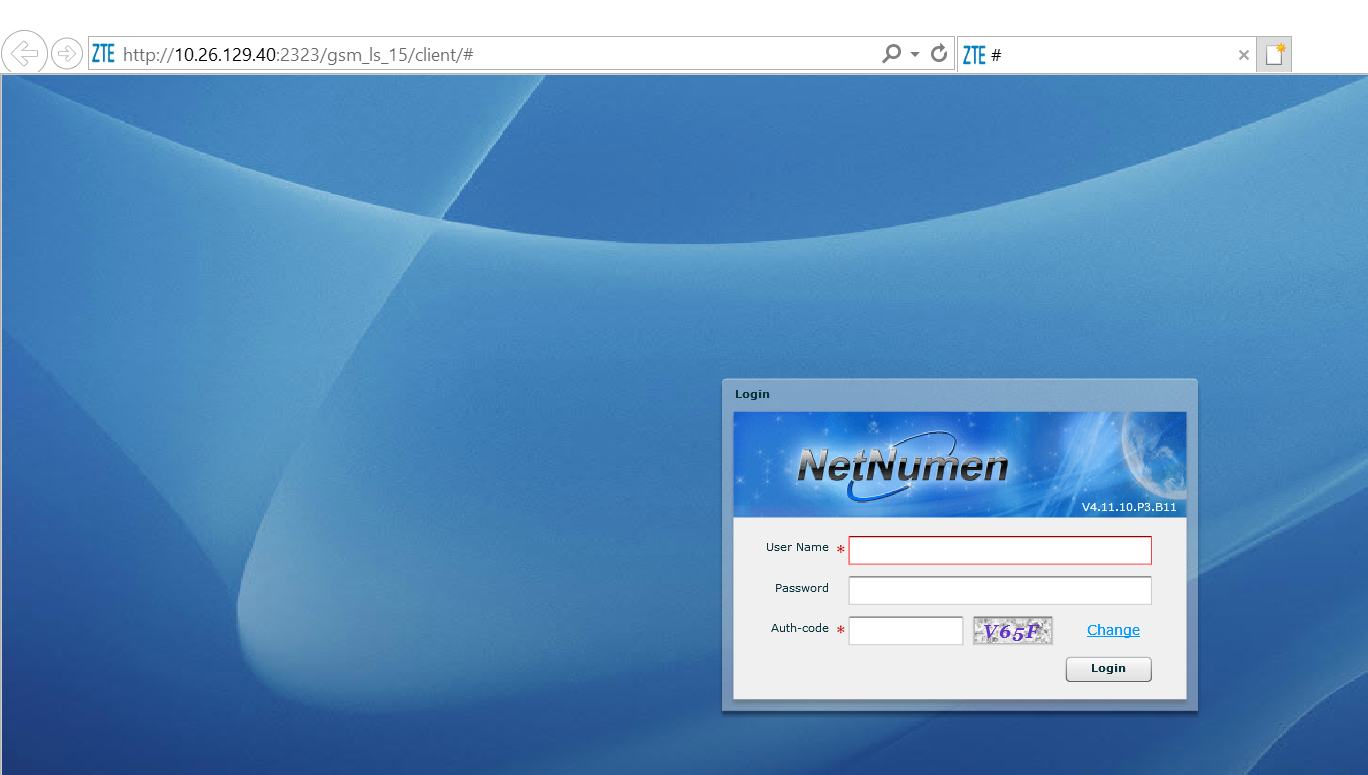 ZTE http://10.26.129.40:2323/gsm_ls_15/client/# ZTE #
Login
NetNumen
V4.11.10.P3.B11
User Name *
Password
Auth-code * V65F Change
Login